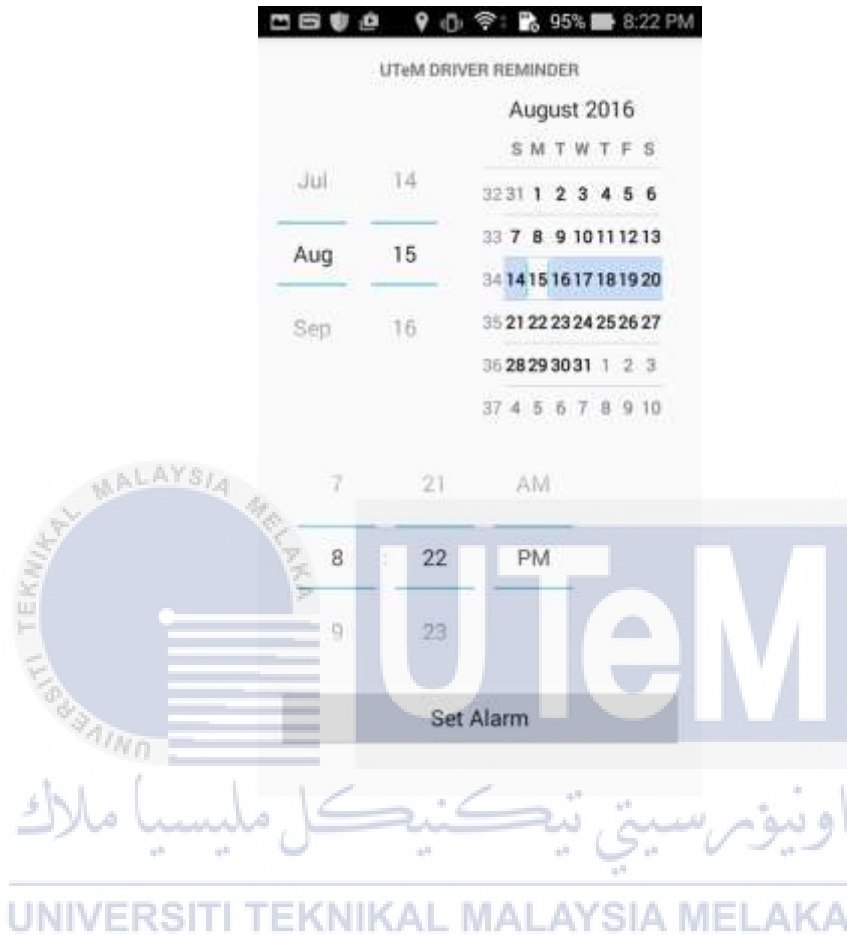 95% 8:22 PM
UTeM DRIVER REMINDER
August 2016
S M T W T F S
Jul 14
32 31 1 2 3 4 5 6
33 7 8 9 10 11 12 13
Aug 15
34 14 15 16 17 18 19 20
Sep 16
35 21 22 23 24 25 26 27
36 28 29 30 31 1 2 3
37 4 5 6 7 8 9 10
7 21 AM
8 : 22 PM
9 23
Set Alarm
UNIVERSITI TEKNIKAL MALAYSIA MELAKA
UTeM
اونيۏرسيتي تيكنيكل مليسيا ملاك
UNIVERSITI TEKNIKAL MALAYSIA MELAKA